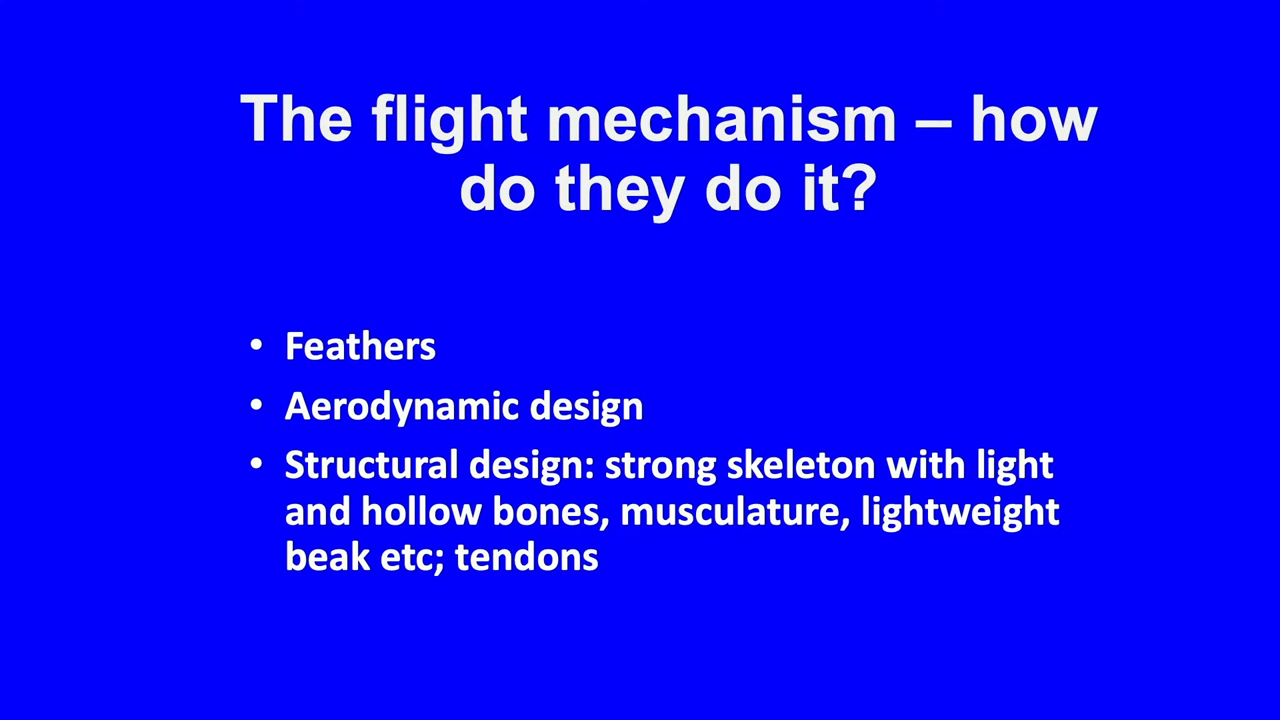 The flight mechanism – how
do they do it?
• Feathers
• Aerodynamic design
• Structural design: strong skeleton with light
and hollow bones, musculature, lightweight
beak etc; tendons